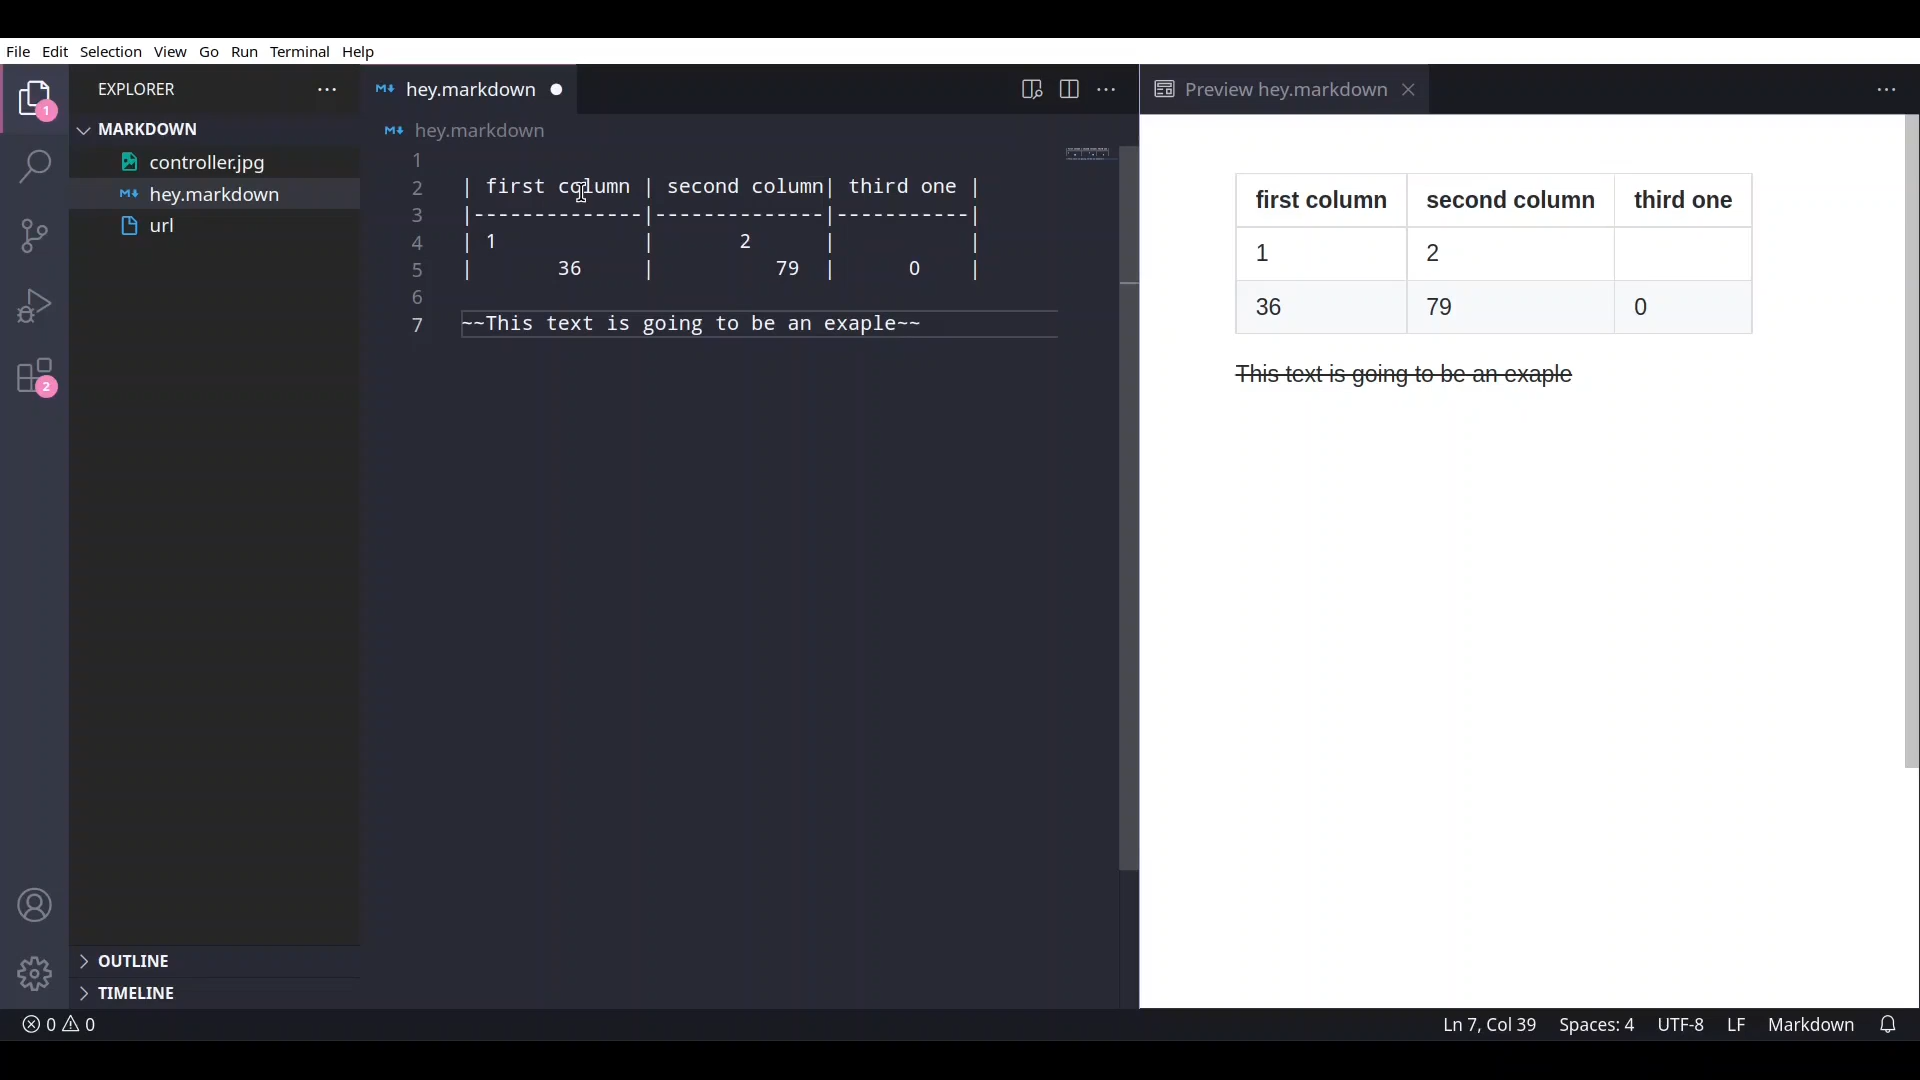 File Edit Selection View Go Run Terminal Help
EXPLORER ...
MARKDOWN
controller.jpg
hey.markdown
url
OUTLINE
TIMELINE
1
2
hey.markdown
hey.markdown
1
2 | first column | second column| third one |
3 |--------------|--------------|-----------|
4 | 1            |       2      |           |
5 |       36     |          79  |      0    |
6
7 ~~This text is going to be an exaple~~
Preview hey.markdown
first column second column third one
1 2
36 79 0
This text is going to be an exaple
0 0
Ln 7, Col 39 Spaces: 4 UTF-8 LF Markdown